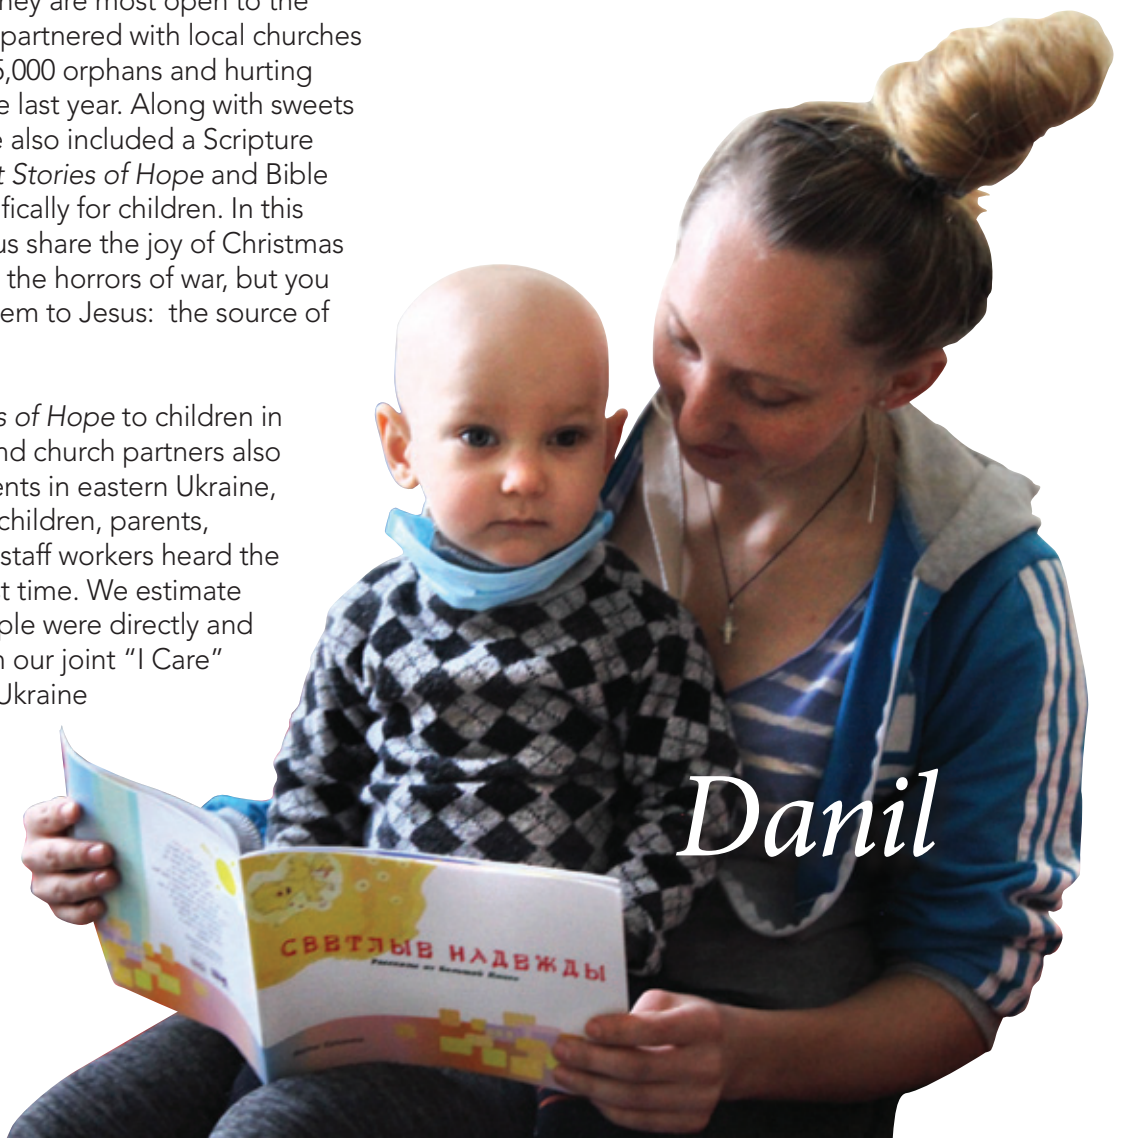 hey are most open to the
partnered with local churches
5,000 orphans and hurting
e last year. Along with sweets
e also included a Scripture
t Stories of Hope and Bible
fically for children. In this
us share the joy of Christmas
the horrors of war, but you
em to Jesus:  the source of
s of Hope to children in
nd church partners also
ents in eastern Ukraine,
children, parents,
staff workers heard the
t time. We estimate
ple were directly and
n our joint “I Care”
Ukraine
Danil
СВЕТЛЫЕ НАДЕЖДЫ
Рассказы от Большой